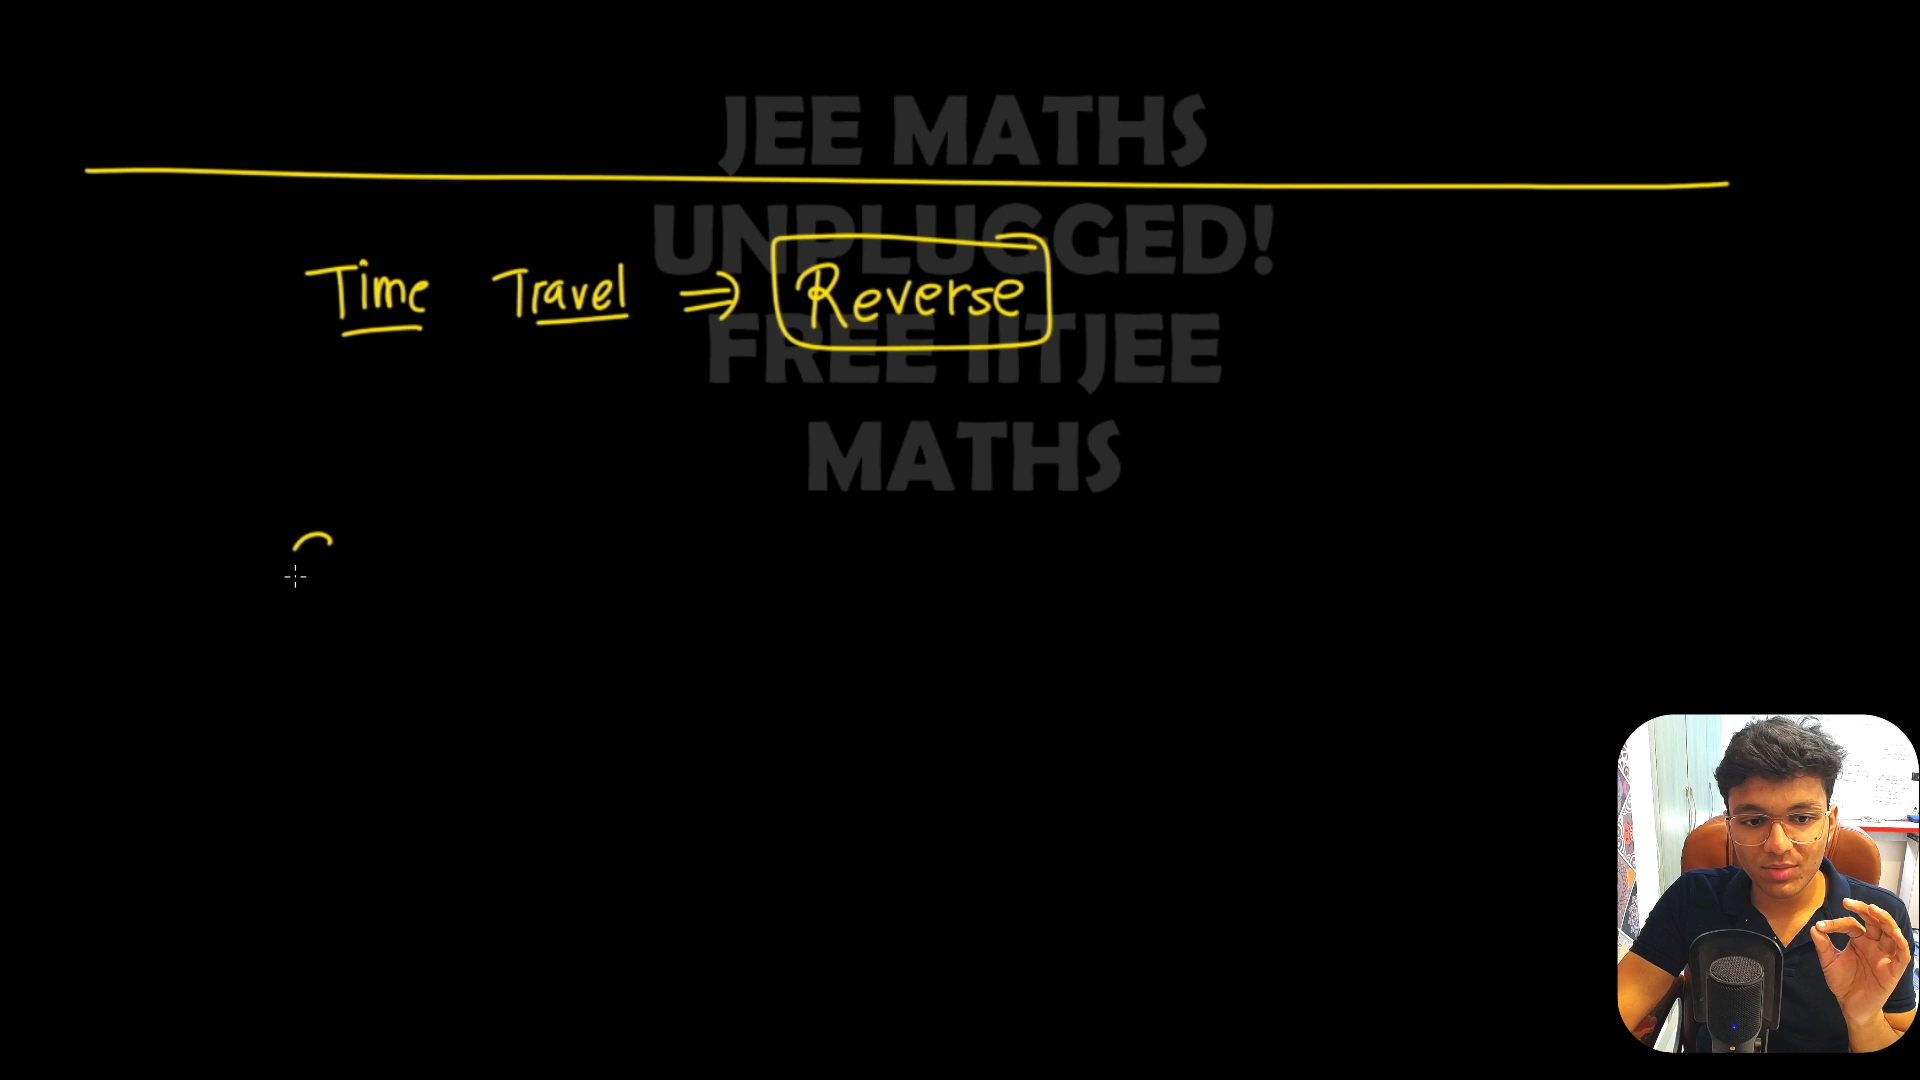 JEE MATHS
UNPLUGGED!
Time Travel ⇒ Reverse
FREE IITJEE
MATHS